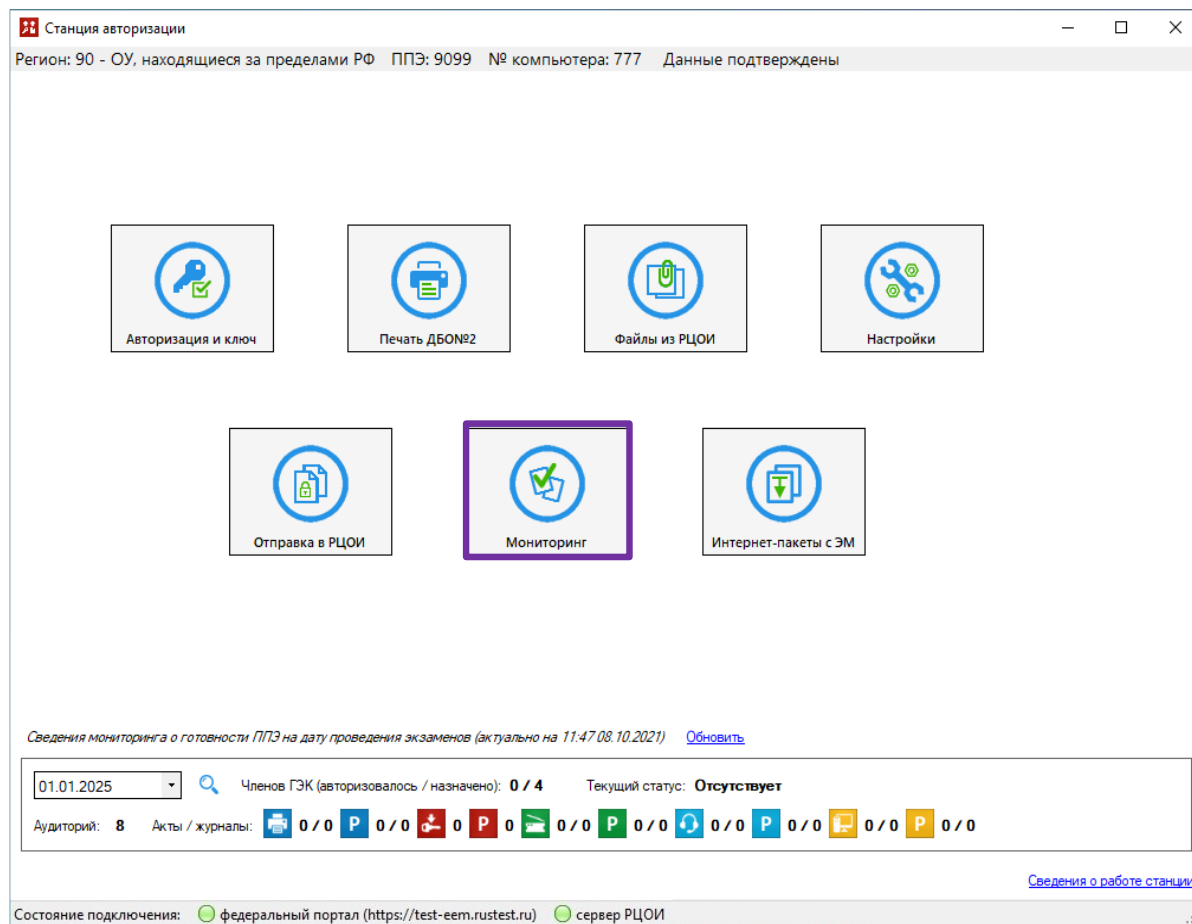 Станция авторизации
Регион: 90 - ОУ, находящиеся за пределами РФ ППЭ: 9099 № компьютера: 777 Данные подтверждены
Авторизация и ключ Печать ДБО№2 Файлы из РЦОИ Настройки
Отправка в РЦОИ Мониторинг Интернет-пакеты с ЭМ
Сведения мониторинга о готовности ППЭ на дату проведения экзаменов (актуально на 11:47 08.10.2021) Обновить
01.01.2025 Членов ГЭК (авторизовалось / назначено): 0 / 4 Текущий статус: Отсутствует
Аудиторий: 8 Акты / журналы: 0 / 0 P 0 / 0 0 P 0 0 / 0 P 0 / 0 0 / 0 P 0 / 0 0 / 0 P 0 / 0
Сведения о работе станции
Состояние подключения: федеральный портал (https://test-eem.rustest.ru) сервер РЦОИ